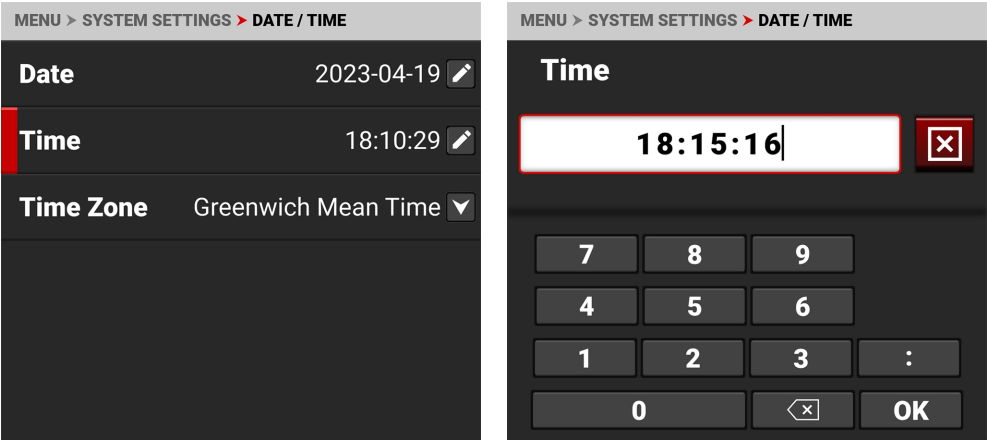 MENU > SYSTEM SETTINGS > DATE / TIME
Date 2023-04-19
Time 18:10:29
Time Zone Greenwich Mean Time
MENU > SYSTEM SETTINGS > DATE / TIME
Time
18:15:16
7 8 9
4 5 6
1 2 3 :
0 OK